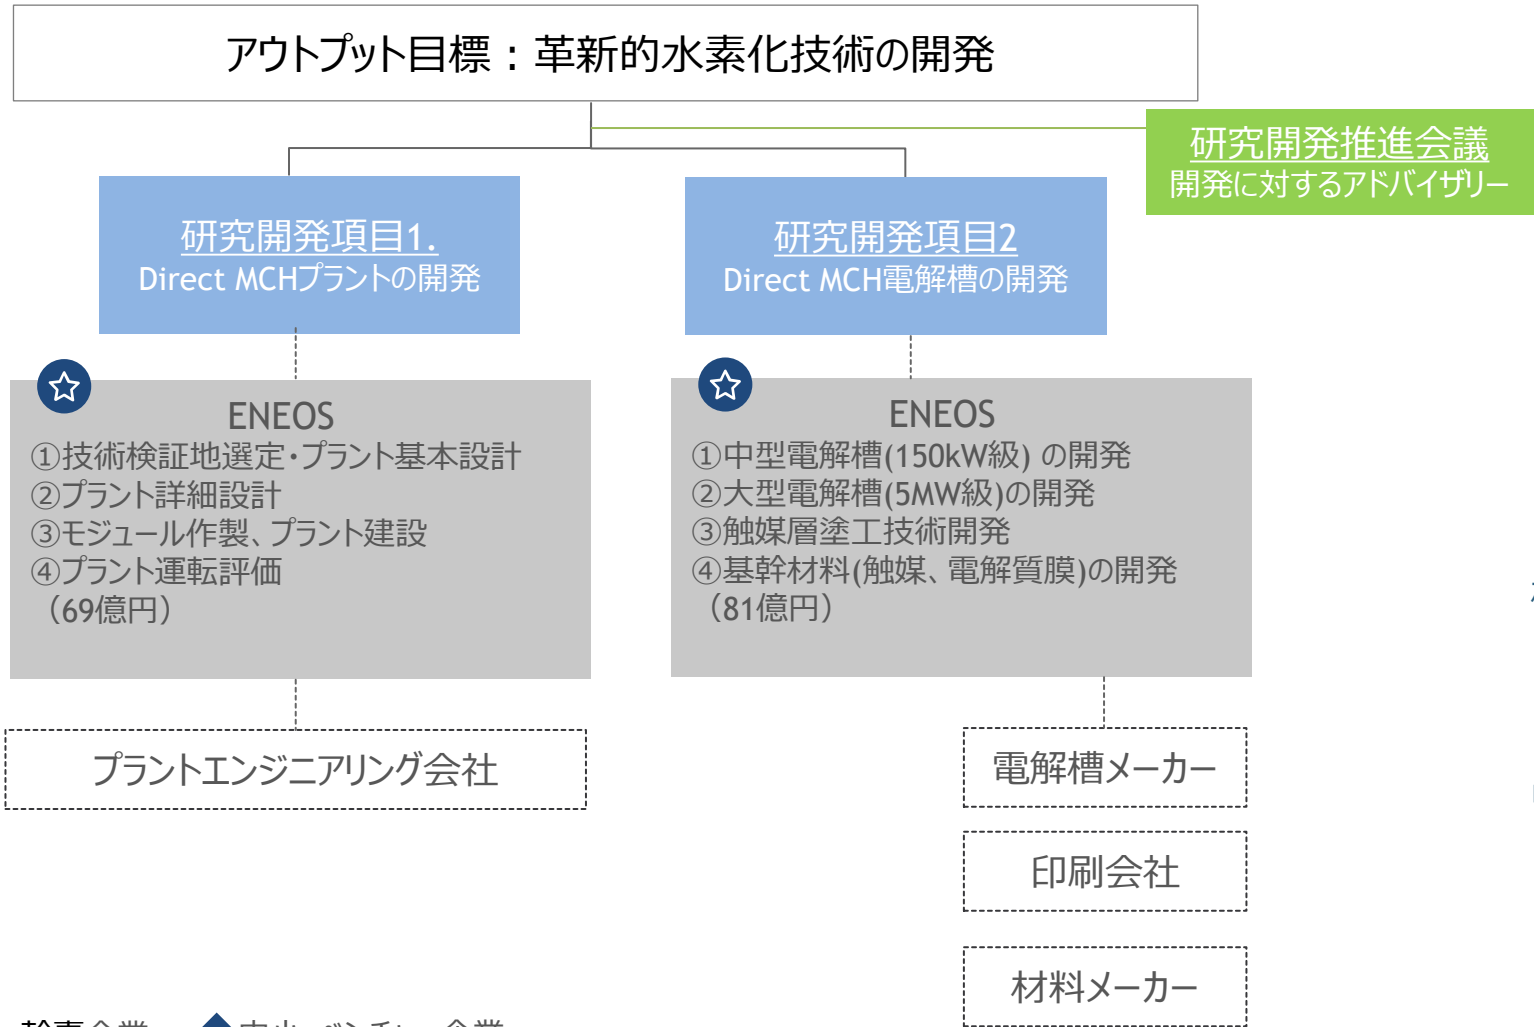 アウトプット目標：革新的水素化技術の開発
研究開発推進会議
開発に対するアドバイザリー
研究開発項目1.
Direct MCHプラントの開発
研究開発項目2
Direct MCH電解槽の開発
ENEOS
①技術検証地選定・プラント基本設計
②プラント詳細設計
③モジュール作製、プラント建設
④プラント運転評価
（69億円）
ENEOS
①中型電解槽(150kW級) の開発
②大型電解槽(5MW級)の開発
③触媒層塗工技術開発
④基幹材料(触媒、電解質膜)の開発
（81億円）
プラントエンジニアリング会社
電解槽メーカー
印刷会社
材料メーカー